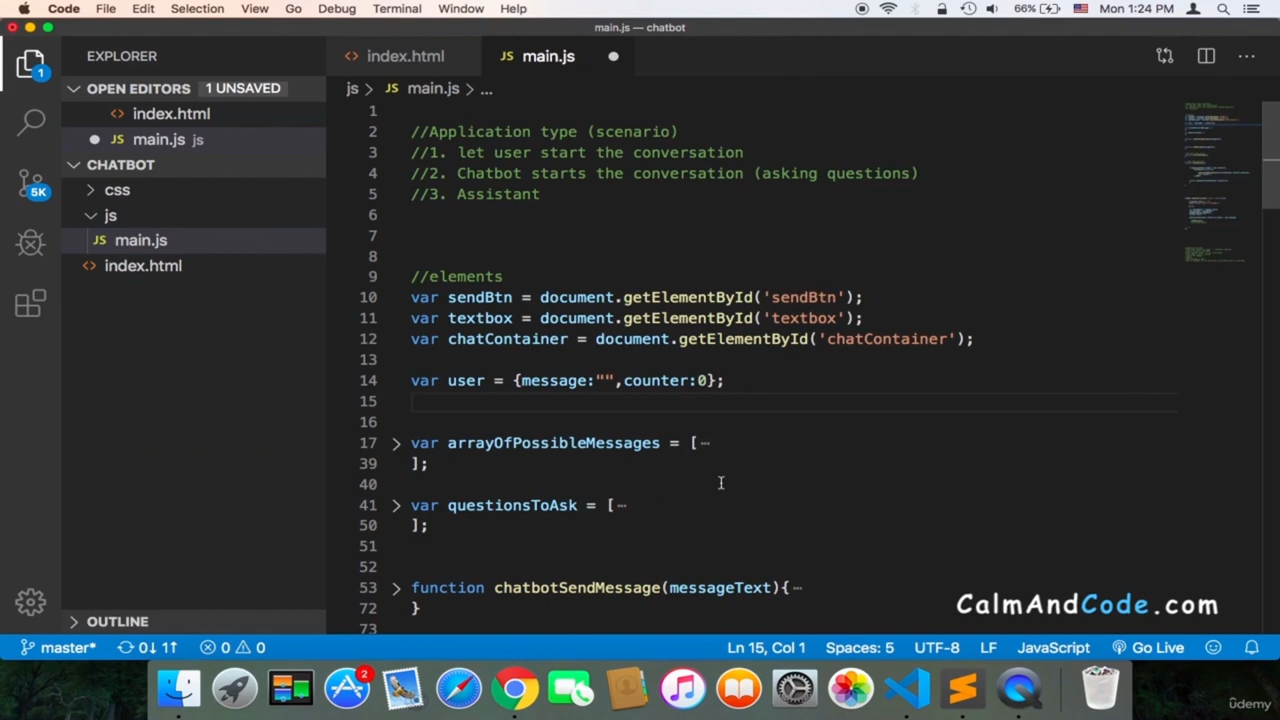 Code File Edit Selection View Go Debug Terminal Window Help 66% Mon 1:24 PM
main.js — chatbot
EXPLORER
OPEN EDITORS 1 UNSAVED
index.html
main.js js
CHATBOT
css
js
JS main.js
index.html
OUTLINE
index.html JS main.js
js > JS main.js > ...
1
2 //Application type (scenario)
3 //1. let user start the conversation
4 //2. Chatbot starts the conversation (asking questions)
5 //3. Assistant
6
7
8
9 //elements
10 var sendBtn = document.getElementById('sendBtn');
11 var textbox = document.getElementById('textbox');
12 var chatContainer = document.getElementById('chatContainer');
13
14 var user = {message:"",counter:0};
15
16
17 var arrayOfPossibleMessages = [⋯
39 ];
40
41 var questionsToAsk = [⋯
50 ];
51
52
53 function chatbotSendMessage(messageText){⋯
72 }
73
1
5K
CalmAndCode.com
master* 0↓ 1↑ 0 0 Ln 15, Col 1 Spaces: 5 UTF-8 LF JavaScript Go Live
2
udemy